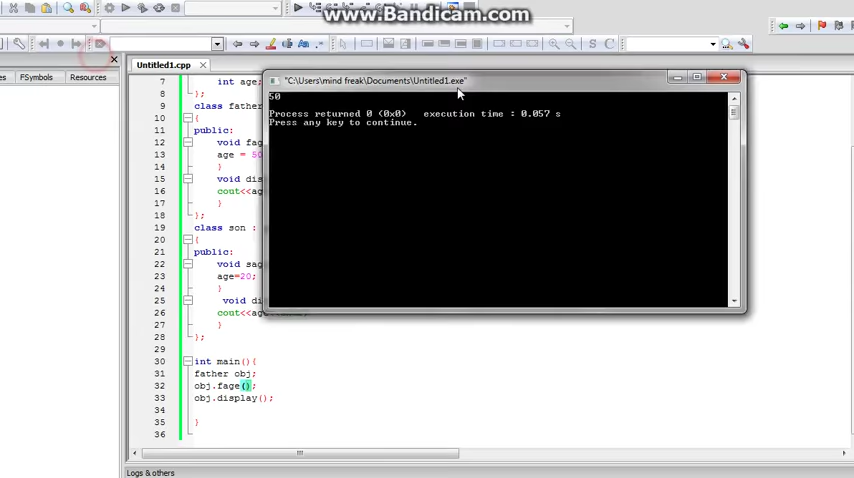 www.Bandicam.com
Untitled1.cpp
FSymbols
Resources
"C:\Users\mind freak\Documents\Untitled1.exe"
50
Process returned 0 (0x0)   execution time : 0.057 s
Press any key to continue.
7 int age;
8 };
9 class father
10 {
11 public:
12 void fag
13 age = 50
14 }
15 void dis
16 cout<<ag
17 }
18 };
19 class son :
20 {
21 public:
22 void sag
23 age=20;
24 }
25 void di
26 cout<<ag
27 }
28 };
29
30 int main(){
31 father obj;
32 obj.fage();
33 obj.display();
34
35 }
36
Logs & others